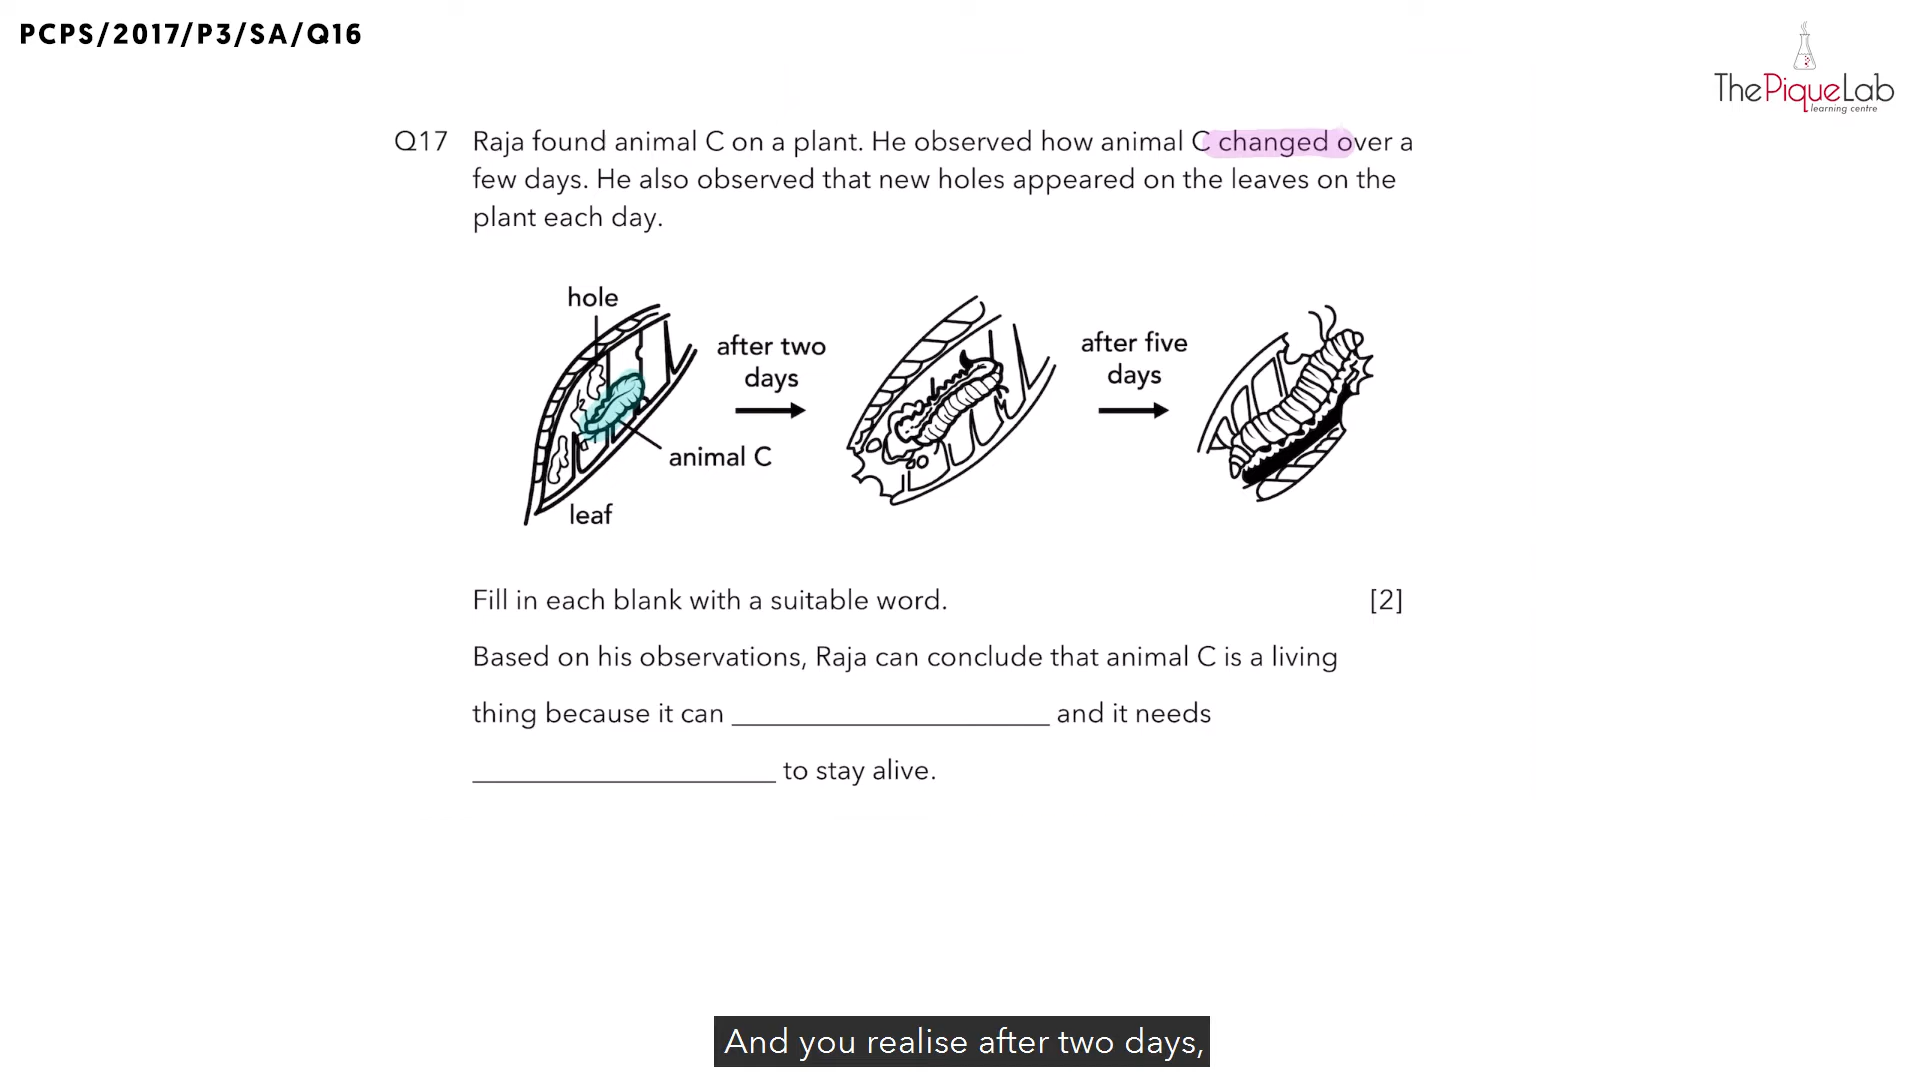 PCPS/2017/P3/SA/Q16
ThePiqueLab
learning centre
Q17 Raja found animal C on a plant. He observed how animal C changed over a
few days. He also observed that new holes appeared on the leaves on the
plant each day.
hole
after two
days
after five
days
animal C
leaf
Fill in each blank with a suitable word. [2]
Based on his observations, Raja can conclude that animal C is a living
thing because it can ______________________ and it needs
_____________________ to stay alive.
And you realise after two days,